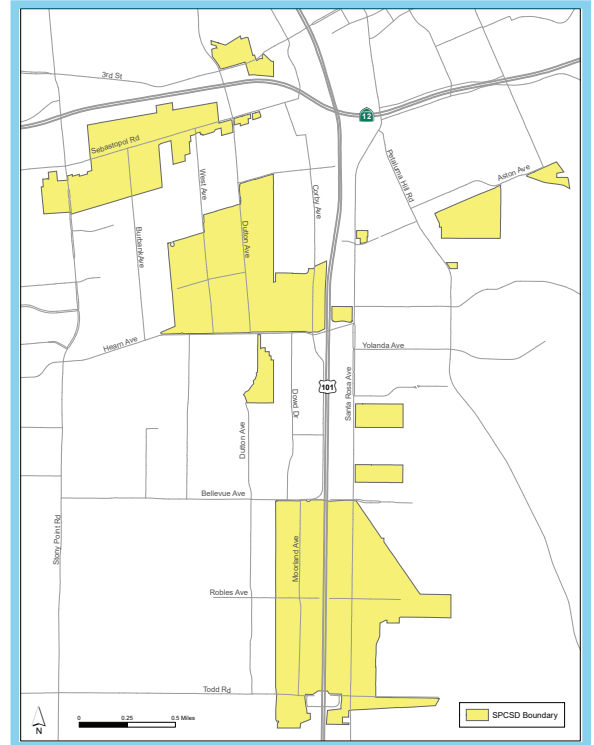 3rd St
12
Sebastopol Rd
Petaluma Hill Rd
Aston Ave
West Ave
Corby Ave
Burbank Ave
Dutton Ave
Hearn Ave
Yolanda Ave
101
Santa Rosa Ave
Dowd Dr
Dutton Ave
Bellevue Ave
Stony Point Rd
Moorland Ave
Robles Ave
Todd Rd
N
0 0.25 0.5 Miles
SPCSD Boundary